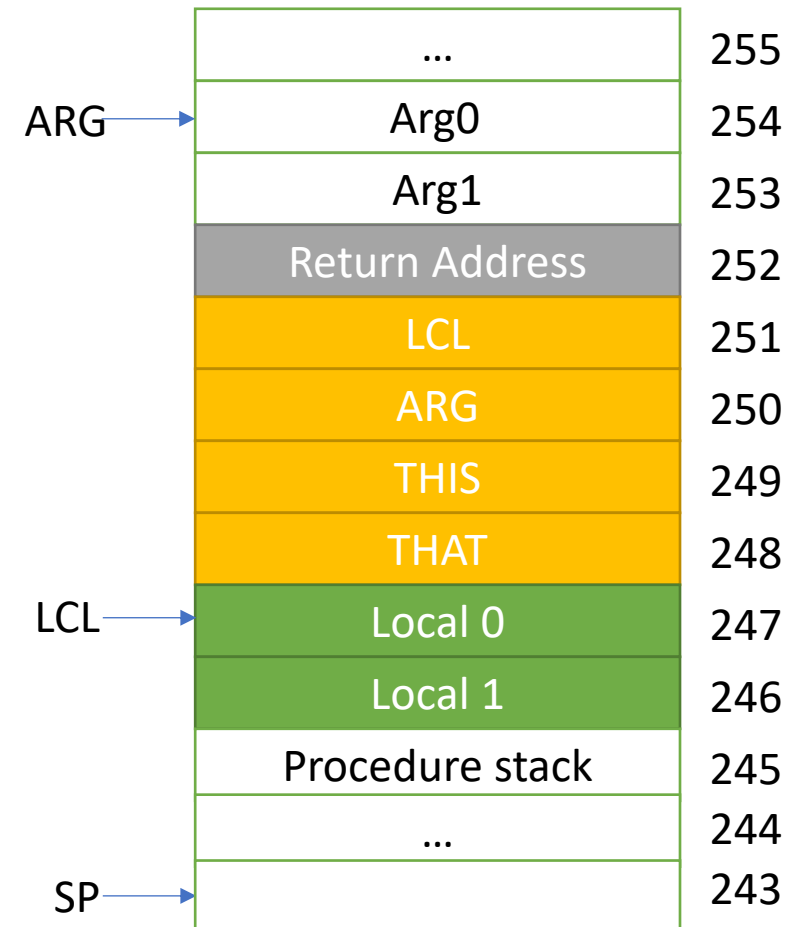 ... 255
ARG Arg0 254
Arg1 253
Return Address 252
LCL 251
ARG 250
THIS 249
THAT 248
LCL Local 0 247
Local 1 246
Procedure stack 245
... 244
SP 243